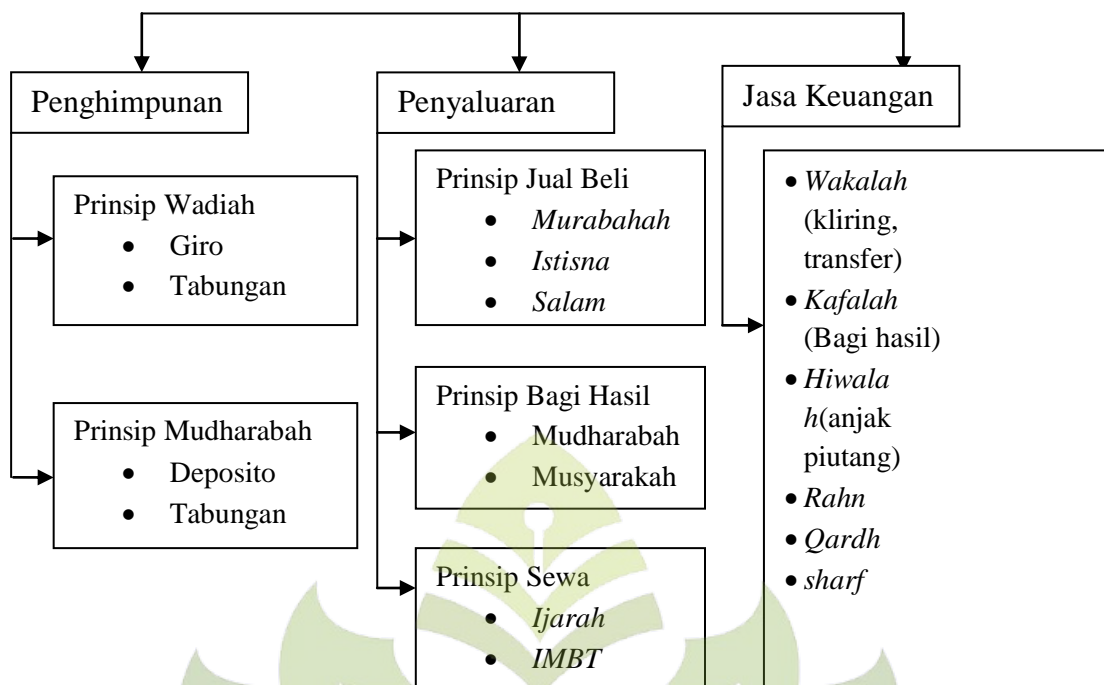 Penghimpunan
Prinsip Wadiah
• Giro
• Tabungan
Prinsip Mudharabah
• Deposito
• Tabungan
Penyaluaran
Prinsip Jual Beli
• Murabahah
• Istisna
• Salam
Prinsip Bagi Hasil
• Mudharabah
• Musyarakah
Prinsip Sewa
• Ijarah
• IMBT
Jasa Keuangan
• Wakalah
(kliring,
transfer)
• Kafalah
(Bagi hasil)
• Hiwala
h(anjak
piutang)
• Rahn
• Qardh
• sharf